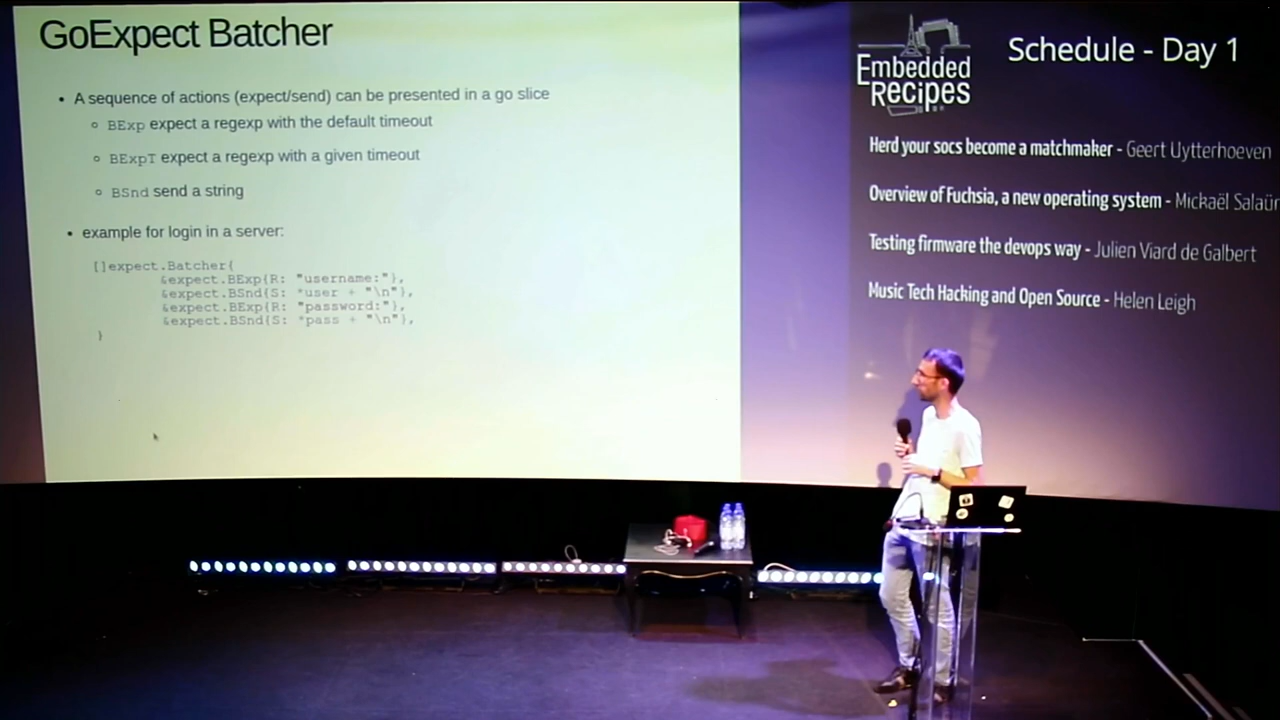 GoExpect Batcher
• A sequence of actions (expect/send) can be presented in a go slice
◦ BExp expect a regexp with the default timeout
◦ BExpT expect a regexp with a given timeout
◦ BSnd send a string
• example for login in a server:
[]expect.Batcher{
&expect.BExp{R: "username:"},
&expect.BSnd{S: *user + "\n"},
&expect.BExp{R: "password:"},
&expect.BSnd{S: *pass + "\n"},
}
Embedded
Recipes
Schedule - Day 1
Herd your socs become a matchmaker - Geert Uytterhoeven
Overview of Fuchsia, a new operating system - Mickaël Salaün
Testing firmware the devops way - Julien Viard de Galbert
Music Tech Hacking and Open Source - Helen Leigh